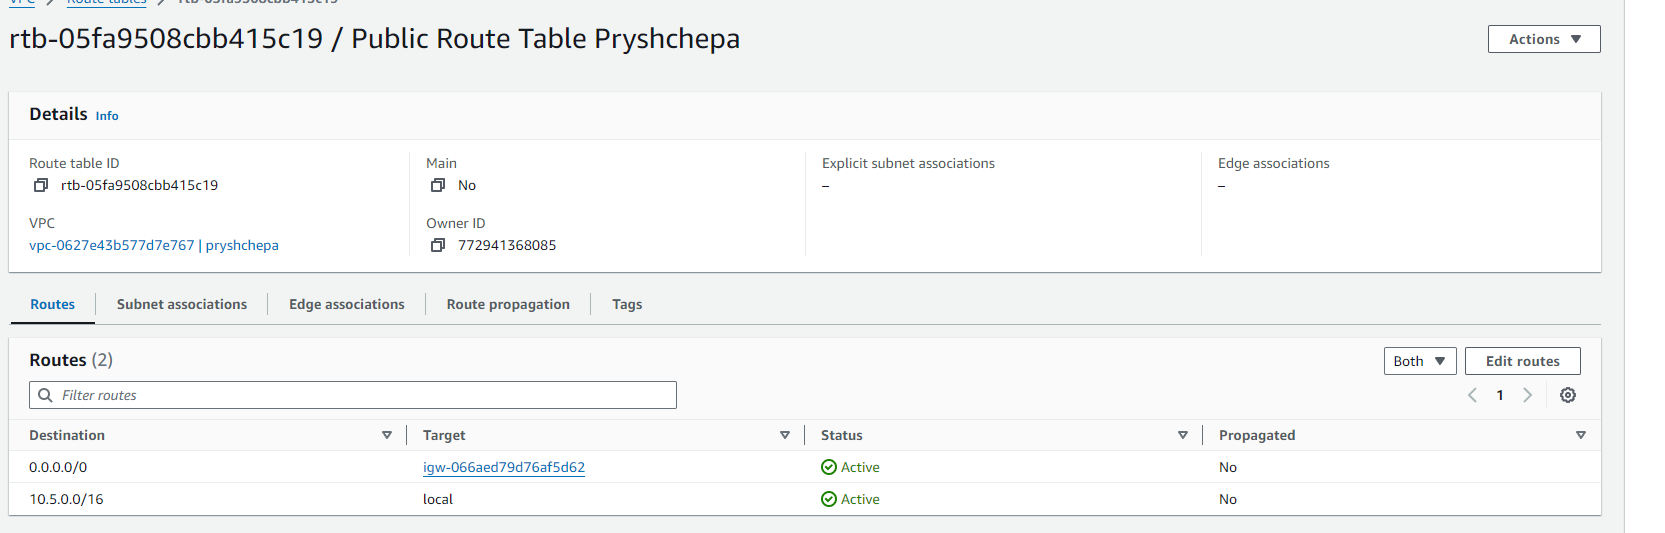 VPC > Route tables > rtb-05fa9508cbb415c19
rtb-05fa9508cbb415c19 / Public Route Table Pryshchepa
Actions
Details Info
Route table ID
rtb-05fa9508cbb415c19
Main
No
Explicit subnet associations
–
Edge associations
–
VPC
vpc-0627e43b577d7e767 | pryshchepa
Owner ID
772941368085
Routes
Subnet associations
Edge associations
Route propagation
Tags
Routes (2)
Both
Edit routes
Filter routes
1
Destination Target Status Propagated
0.0.0.0/0 igw-066aed79d76af5d62 Active No
10.5.0.0/16 local Active No